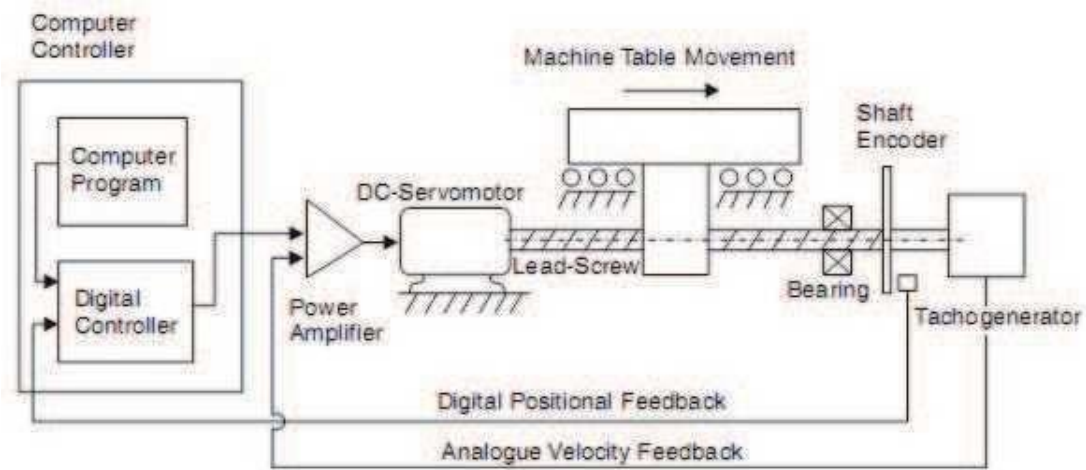 Computer
Controller
Machine Table Movement
Shaft
Encoder
Computer
Program
DC-Servomotor
Lead-Screw
Bearing
Digital
Controller
Power
Amplifier
Tachogenerator
Digital Positional Feedback
Analogue Velocity Feedback